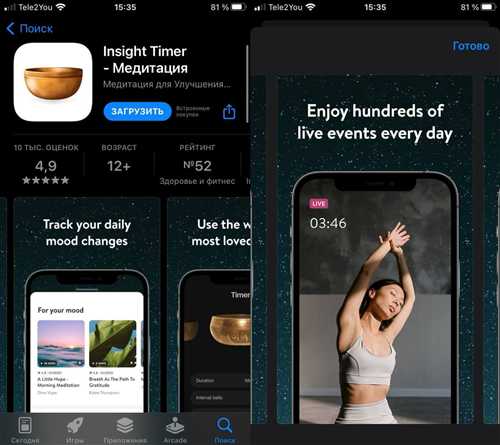 Tele2You
15:35
81 %
Поиск
Insight Timer
- Медитация
Медитация для Улучшения...
ЗАГРУЗИТЬ
Встроенные
покупки
10 ТЫС. ОЦЕНОК
ВОЗРАСТ
РЕЙТИНГ
4,9
12+
№52
Здоровье и фитнес
Track your daily
mood changes
Use the w
most loved
For your mood
A Little Hope -
Morning Meditation
Breath As The Path To
Gratitude
Timer
Duration
Interval bells
Сегодня
Игры
Приложения
Arcade
Поиск
Tele2You
15:35
81 %
Готово
Enjoy hundreds of
live events every day
LIVE
03:46